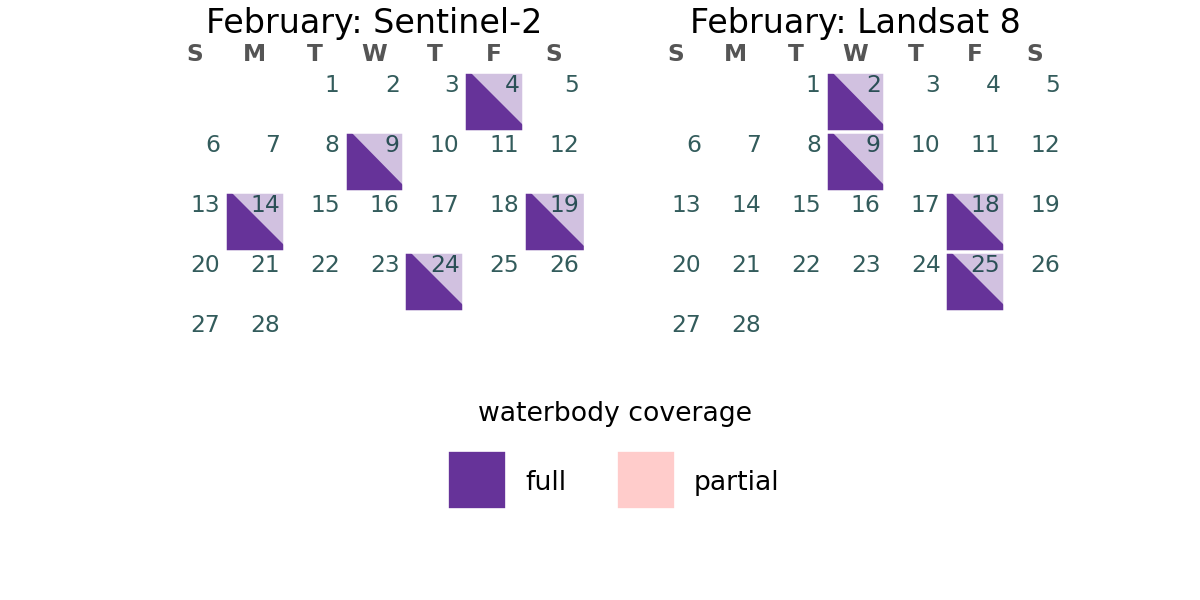 February: Sentinel-2
S M T W T F S
1 2 3 4 5
6 7 8 9 10 11 12
13 14 15 16 17 18 19
20 21 22 23 24 25 26
27 28
February: Landsat 8
S M T W T F S
1 2 3 4 5
6 7 8 9 10 11 12
13 14 15 16 17 18 19
20 21 22 23 24 25 26
27 28
waterbody coverage
full partial